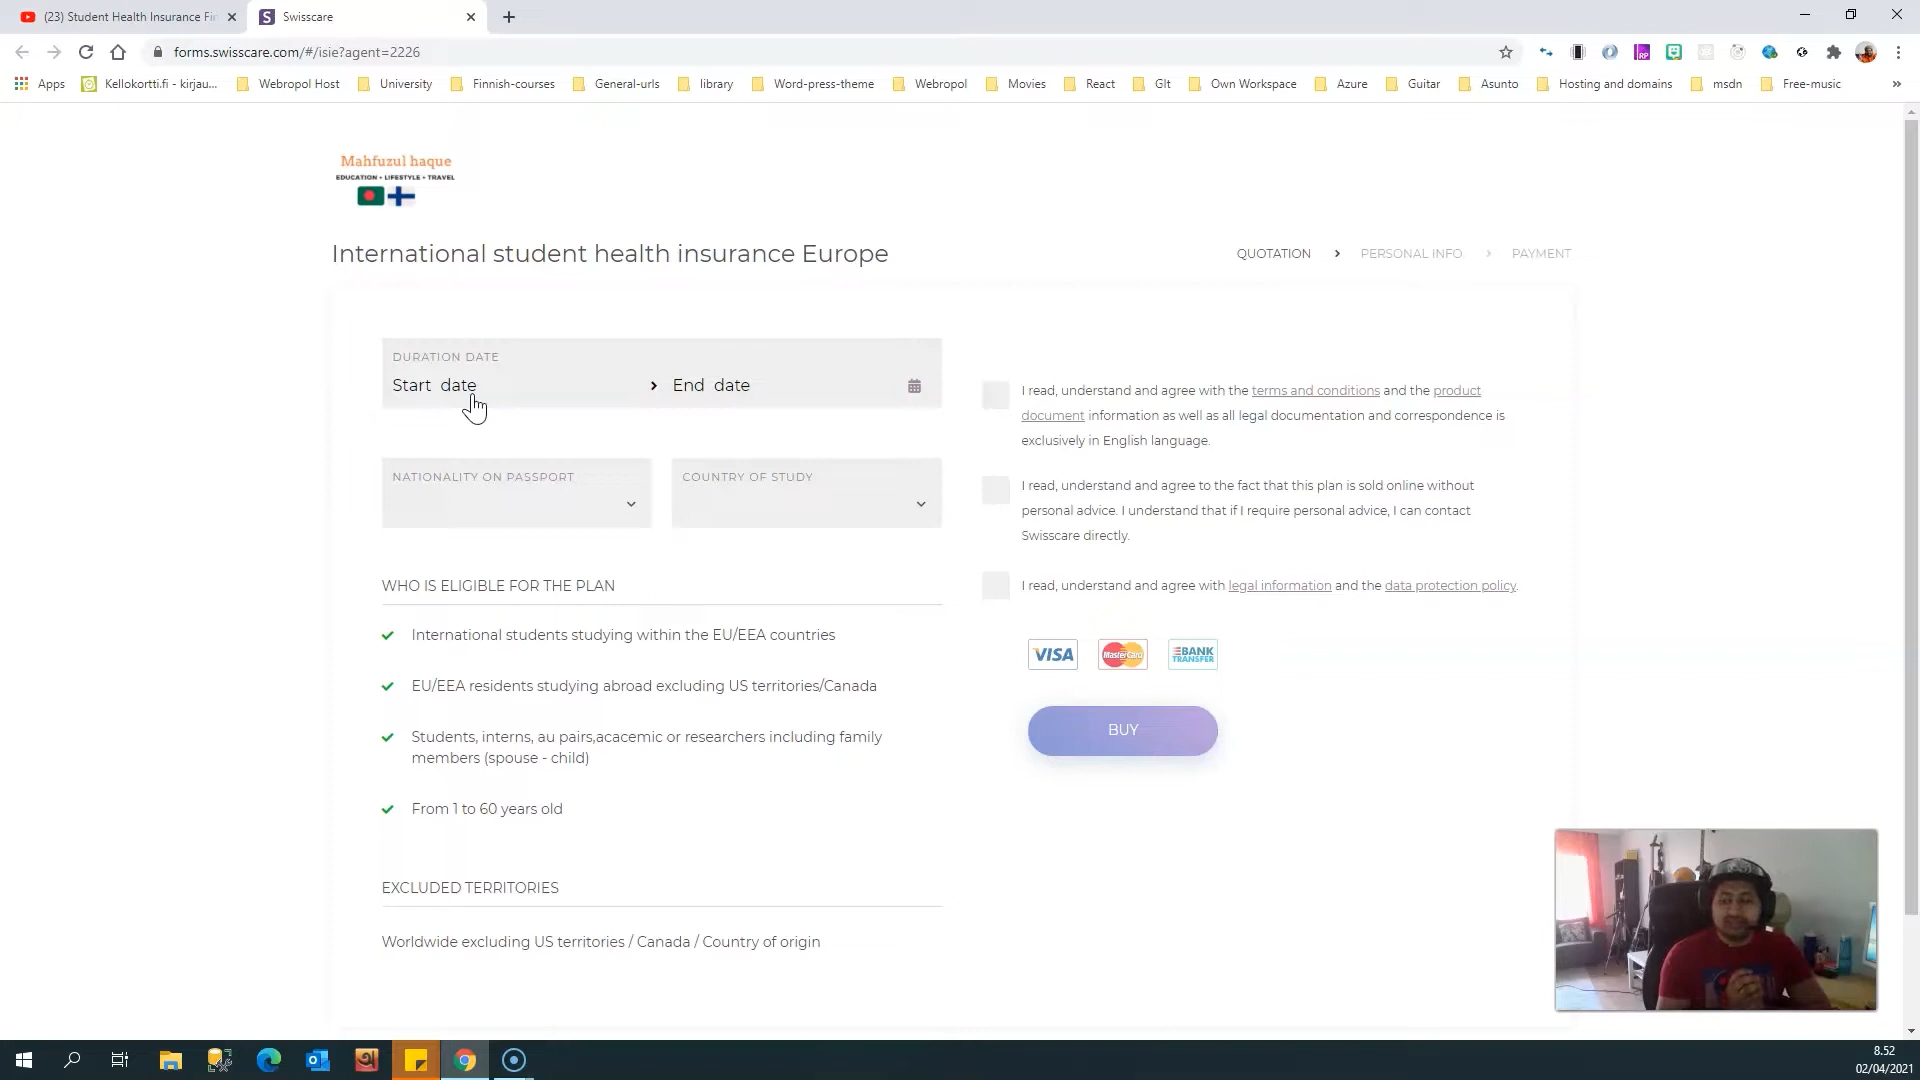 (23) Student Health Insurance Fi
Swisscare
forms.swisscare.com/#/isie?agent=2226
Apps
Kellokortti.fi - kirjau...
Webropol Host
University
Finnish-courses
General-urls
library
Word-press-theme
Webropol
Movies
React
GIt
Own Workspace
Azure
Guitar
Asunto
Hosting and domains
msdn
Free-music
»
Mahfuzul haque
EDUCATION + LIFESTYLE + TRAVEL
International student health insurance Europe
QUOTATION > PERSONAL INFO > PAYMENT
DURATION DATE
Start date > End date
NATIONALITY ON PASSPORT
COUNTRY OF STUDY
WHO IS ELIGIBLE FOR THE PLAN
International students studying within the EU/EEA countries
EU/EEA residents studying abroad excluding US territories/Canada
Students, interns, au pairs,acacemic or researchers including family
members (spouse - child)
From 1 to 60 years old
EXCLUDED TERRITORIES
Worldwide excluding US territories / Canada / Country of origin
I read, understand and agree with the terms and conditions and the product
document information as well as all legal documentation and correspondence is
exclusively in English language.
I read, understand and agree to the fact that this plan is sold online without
personal advice. I understand that if I require personal advice, I can contact
Swisscare directly.
I read, understand and agree with legal information and the data protection policy.
VISA
MasterCard
BANK
TRANSFER
BUY
8.52
02/04/2021